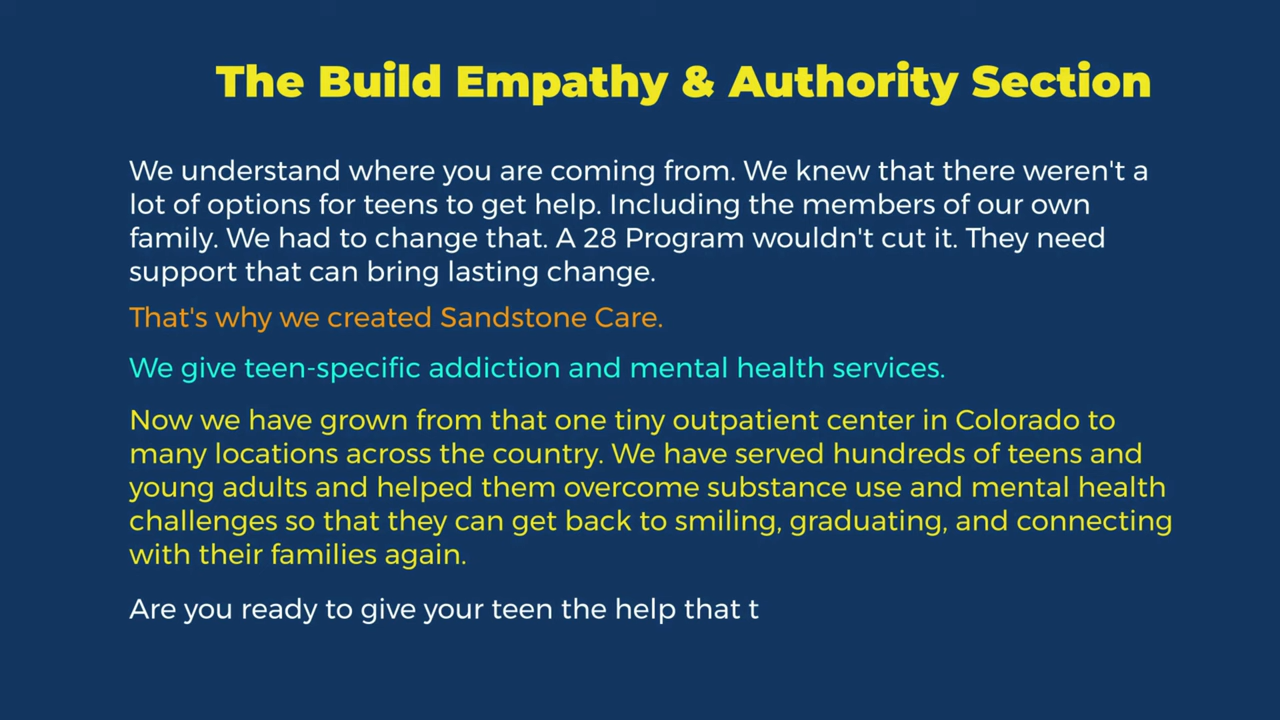 The Build Empathy & Authority Section
We understand where you are coming from. We knew that there weren't a
lot of options for teens to get help. Including the members of our own
family. We had to change that. A 28 Program wouldn't cut it. They need
support that can bring lasting change.
That's why we created Sandstone Care.
We give teen-specific addiction and mental health services.
Now we have grown from that one tiny outpatient center in Colorado to
many locations across the country. We have served hundreds of teens and
young adults and helped them overcome substance use and mental health
challenges so that they can get back to smiling, graduating, and connecting
with their families again.
Are you ready to give your teen the help that t